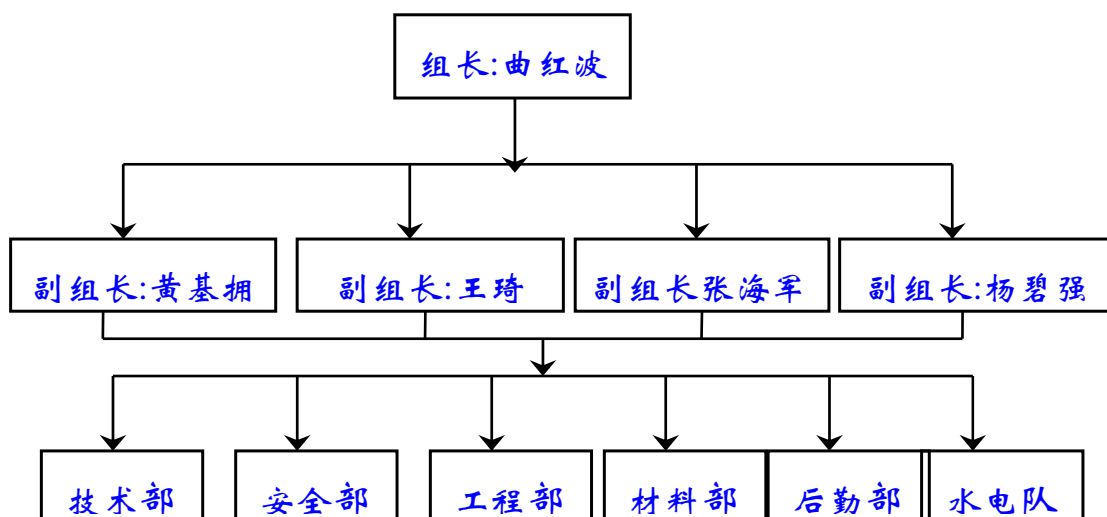 组长:曲红波
副组长:黄基拥
副组长:王琦
副组长张海军
副组长:杨碧强
技术部
安全部
工程部
材料部
后勤部
水电队